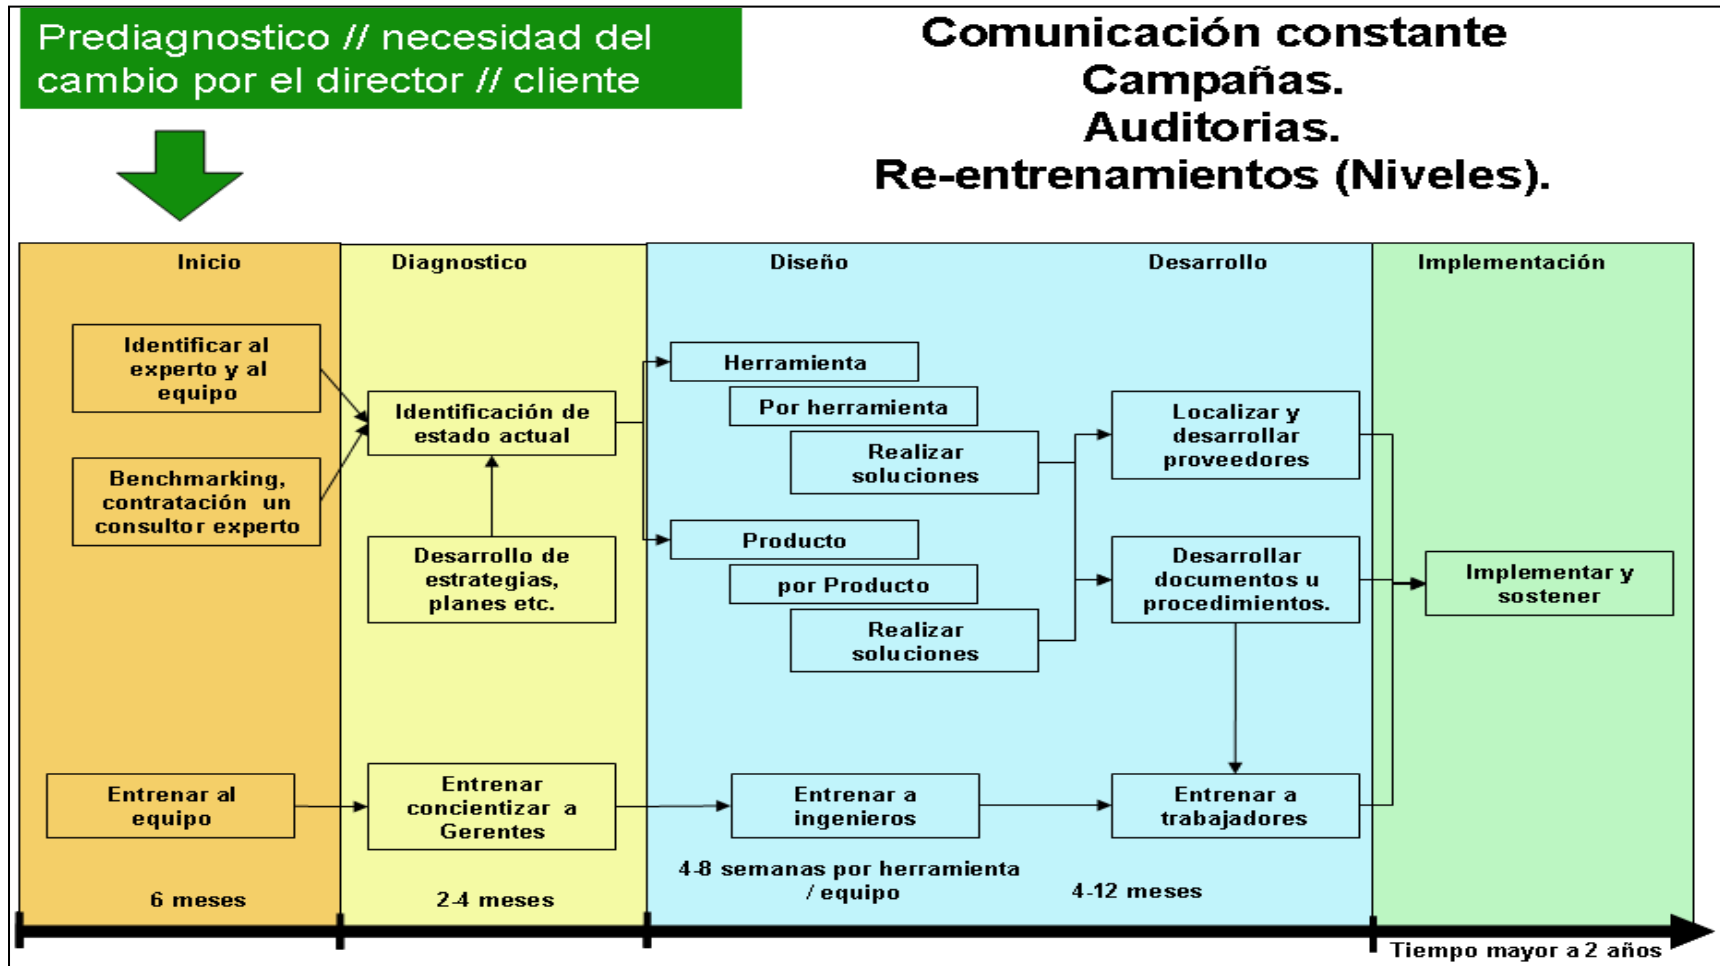 Prediagnostico // necesidad del
cambio por el director // cliente
Comunicación constante
Campañas.
Auditorias.
Re-entrenamientos (Niveles).
Inicio
Diagnostico
Diseño
Desarrollo
Implementación
Identificar al
experto y al
equipo
Benchmarking,
contratación un
consultor experto
Identificación de
estado actual
Desarrollo de
estrategias,
planes etc.
Herramienta
Por herramienta
Realizar
soluciones
Producto
por Producto
Realizar
soluciones
Localizar y
desarrollar
proveedores
Desarrollar
documentos u
procedimientos.
Implementar y
sostener
Entrenar al
equipo
Entrenar
concientizar a
Gerentes
Entrenar a
ingenieros
Entrenar a
trabajadores
6 meses
2-4 meses
4-8 semanas por herramienta
/ equipo
4-12 meses
Tiempo mayor a 2 años